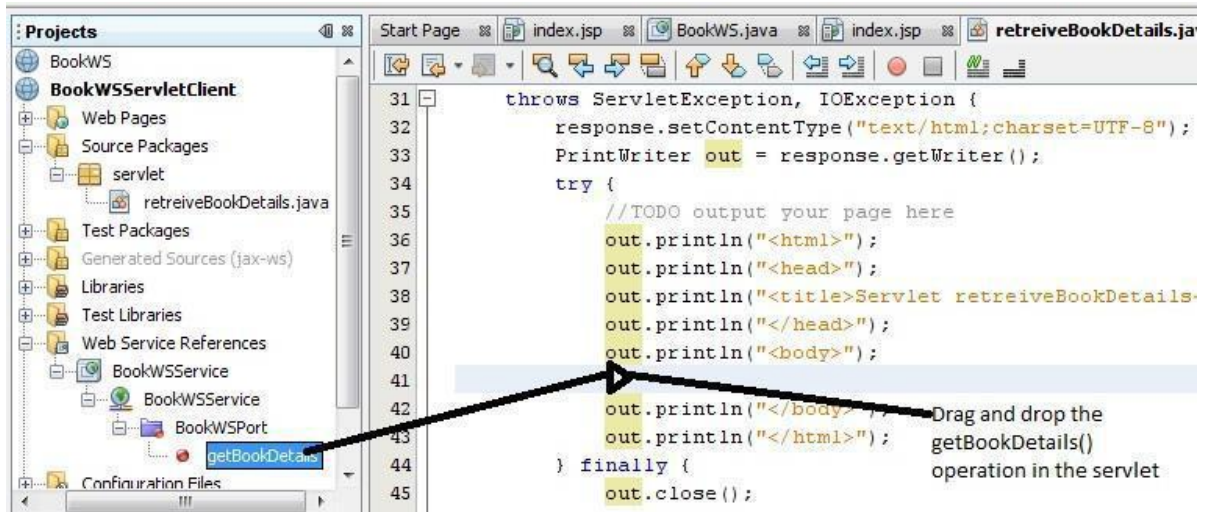 Projects
BookWS
BookWSServletClient
Web Pages
Source Packages
servlet
retreiveBookDetails.java
Test Packages
Generated Sources (jax-ws)
Libraries
Test Libraries
Web Service References
BookWSService
BookWSService
BookWSPort
getBookDetails
Configuration Files
Start Page index.jsp BookWS.java index.jsp retreiveBookDetails.jav
31 throws ServletException, IOException {
32 response.setContentType("text/html;charset=UTF-8");
33 PrintWriter out = response.getWriter();
34 try {
35 //TODO output your page here
36 out.println("<html>");
37 out.println("<head>");
38 out.println("<title>Servlet retreiveBookDetails<
39 out.println("</head>");
40 out.println("<body>");
41
42 out.println("</body>");
43 out.println("</html>");
44 } finally {
45 out.close();
Drag and drop the
getBookDetails()
operation in the servlet